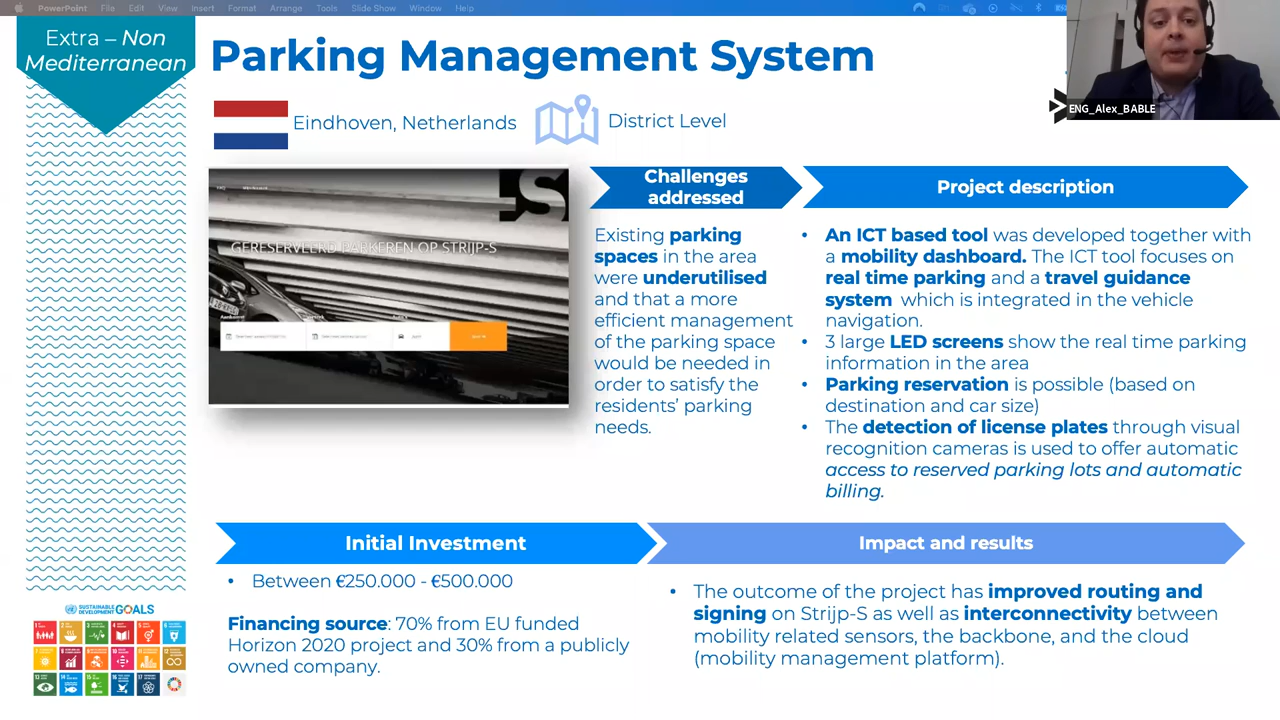 PowerPoint File Edit View Insert Format Arrange Tools Slide Show Window Help
Extra – Non
Mediterranean
Parking Management System
ENG_Alex_BABLE
Eindhoven, Netherlands
District Level
GERESERVEERD PARKEREN OP STRIJP-S
Challenges
addressed
Existing parking
spaces in the area
were underutilised
and that a more
efficient management
of the parking space
would be needed in
order to satisfy the
residents' parking
needs.
Project description
• An ICT based tool was developed together with
a mobility dashboard. The ICT tool focuses on
real time parking and a travel guidance
system which is integrated in the vehicle
navigation.
• 3 large LED screens show the real time parking
information in the area
• Parking reservation is possible (based on
destination and car size)
• The detection of license plates through visual
recognition cameras is used to offer automatic
access to reserved parking lots and automatic
billing.
Initial Investment
• Between €250.000 - €500.000
Financing source: 70% from EU funded
Horizon 2020 project and 30% from a publicly
owned company.
Impact and results
• The outcome of the project has improved routing and
signing on Strijp-S as well as interconnectivity between
mobility related sensors, the backbone, and the cloud
(mobility management platform).
SUSTAINABLE DEVELOPMENT GOALS